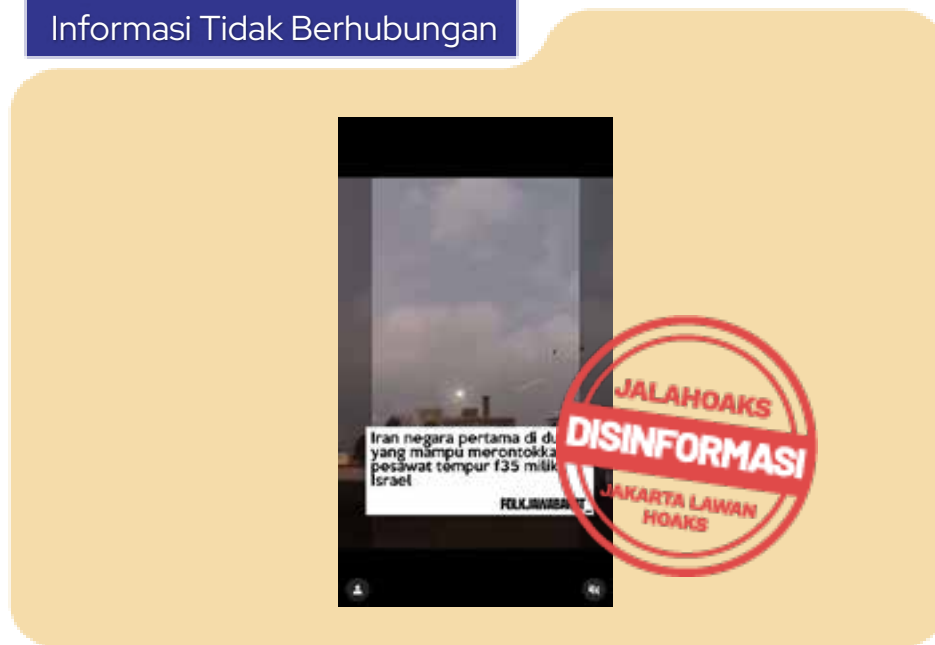 Informasi Tidak Berhubungan
Iran negara pertama di du
yang mampu merontokka
pesawat tempur f35 milik
Israel
JALAHOAKS
DISINFORMASI
JAKARTA LAWAN
HOAKS